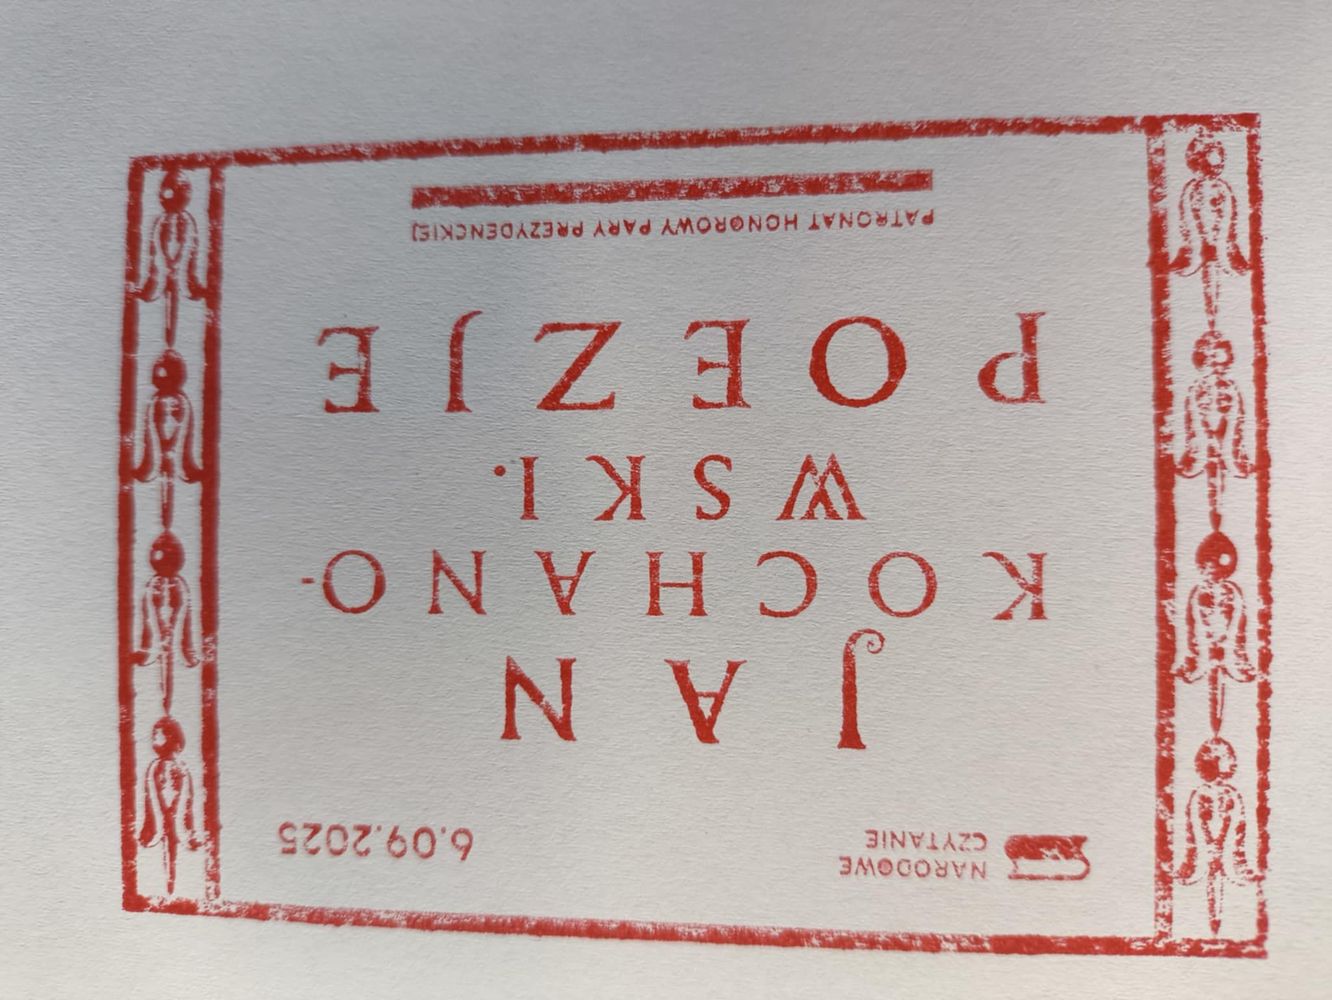 NARODOWE
CZYTANIE
6.09.2025
JAN
KOCHANO-
WSKI.
POEZJE
PATRONAT HONOROWY PARY PREZYDENCKIEJ